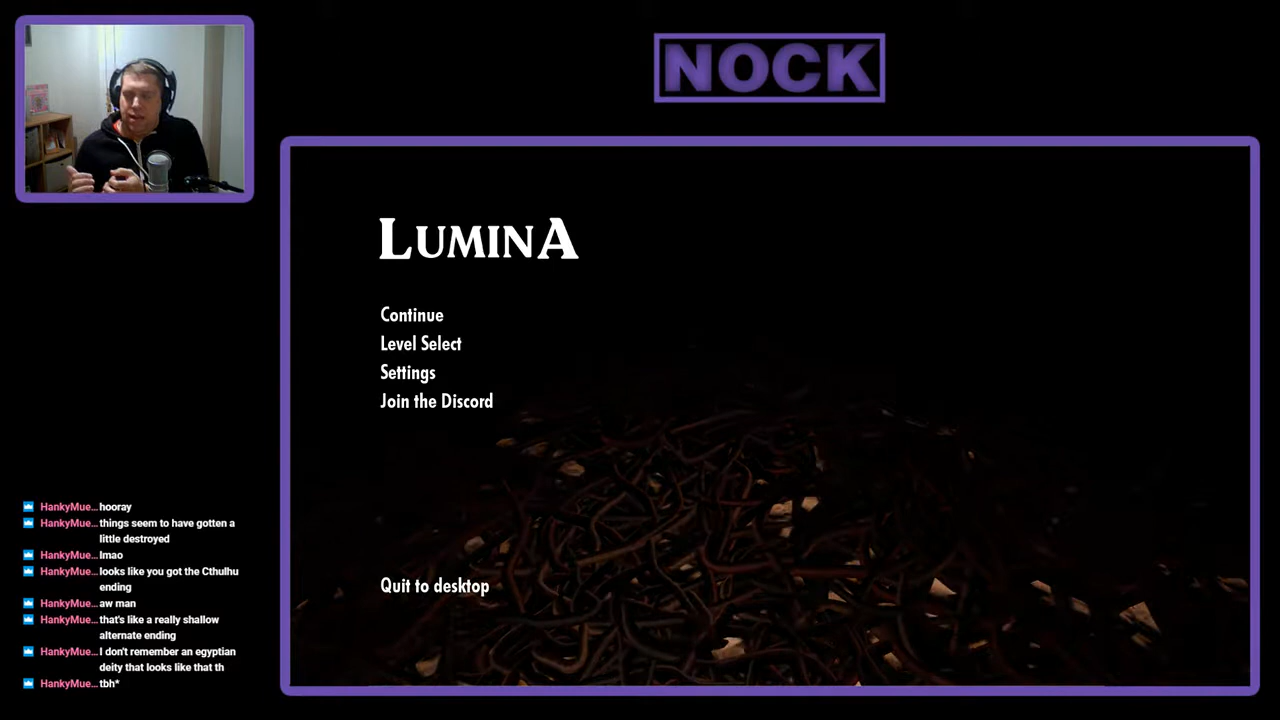 NOCK
LUMINA
Continue
Level Select
Settings
Join the Discord
Quit to desktop
HankyMue... hooray
HankyMue... things seem to have gotten a
little destroyed
HankyMue... lmao
HankyMue... looks like you got the Cthulhu
ending
HankyMue... aw man
HankyMue... that's like a really shallow
alternate ending
HankyMue... I don't remember an egyptian
deity that looks like that th
HankyMue... tbh*